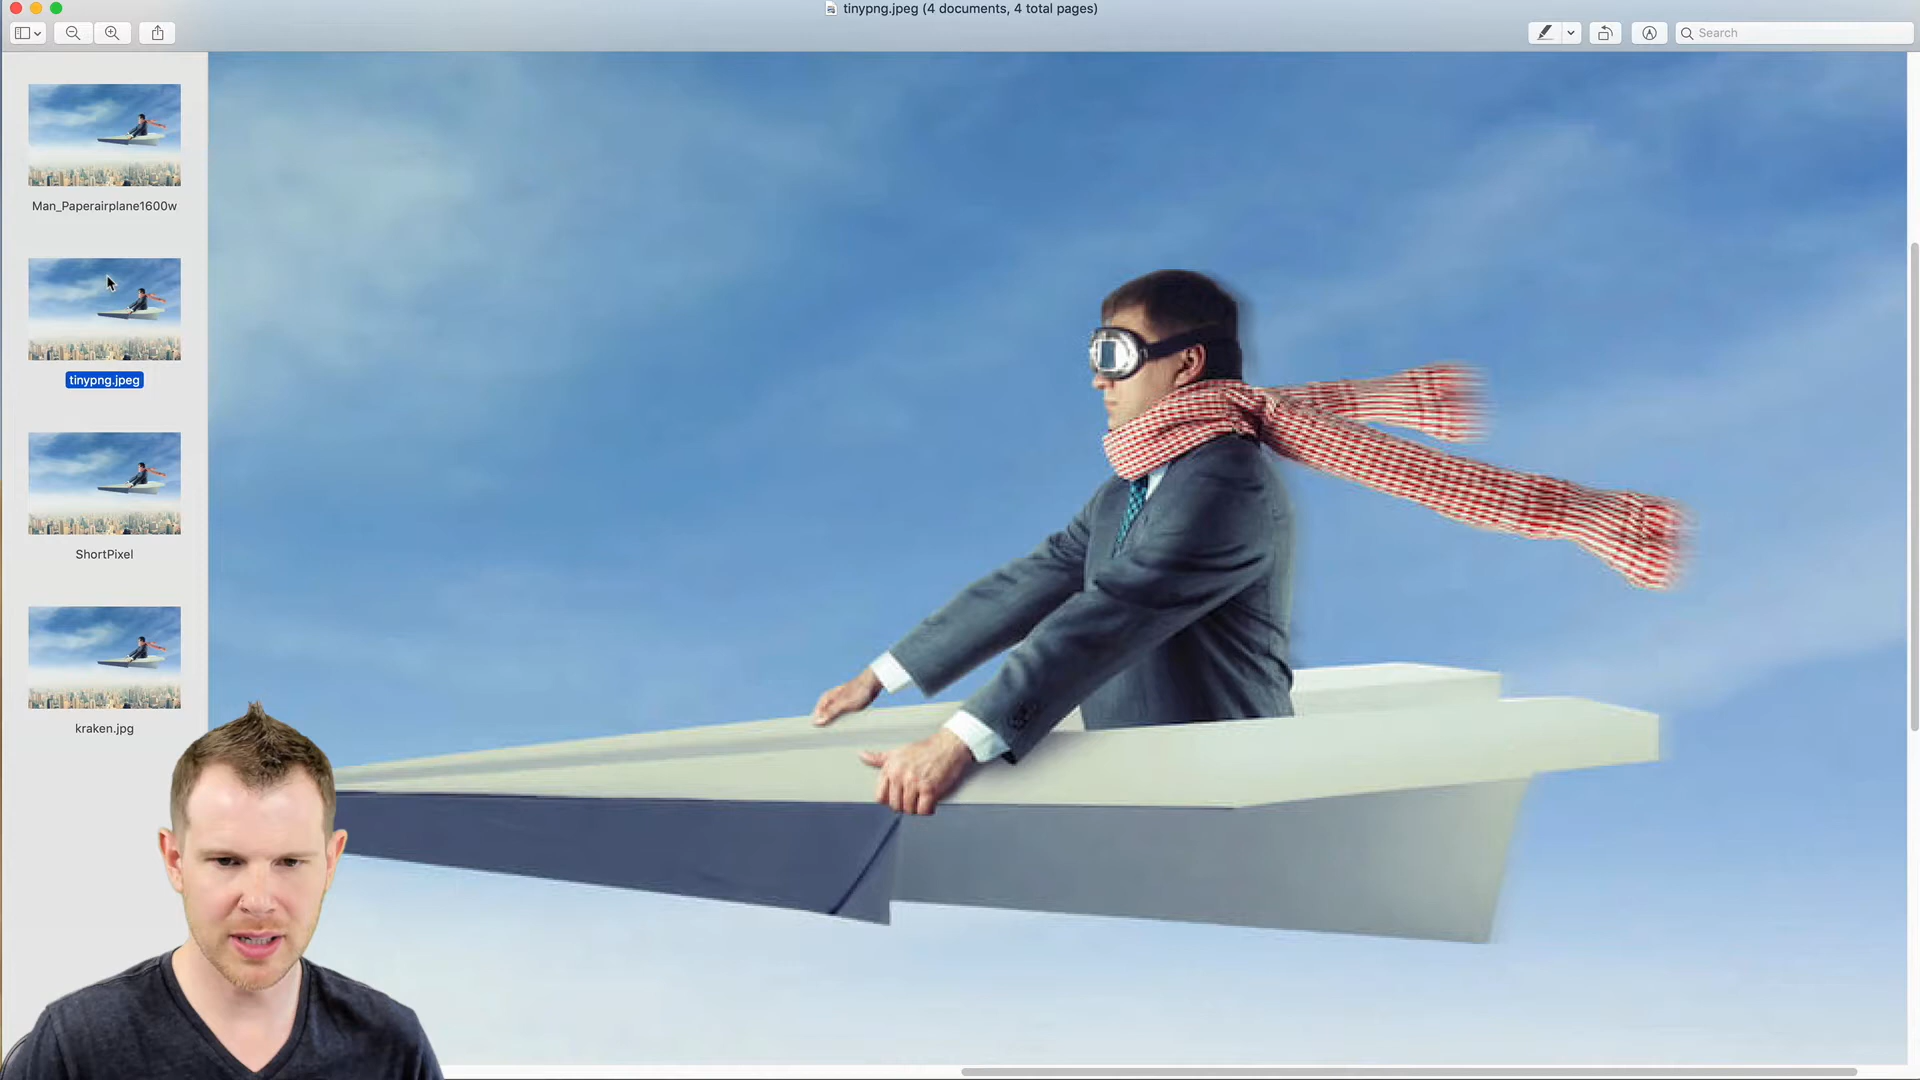 tinypng.jpeg (4 documents, 4 total pages)
Search
Man_Paperairplane1600w
tinypng.jpeg
ShortPixel
kraken.jpg